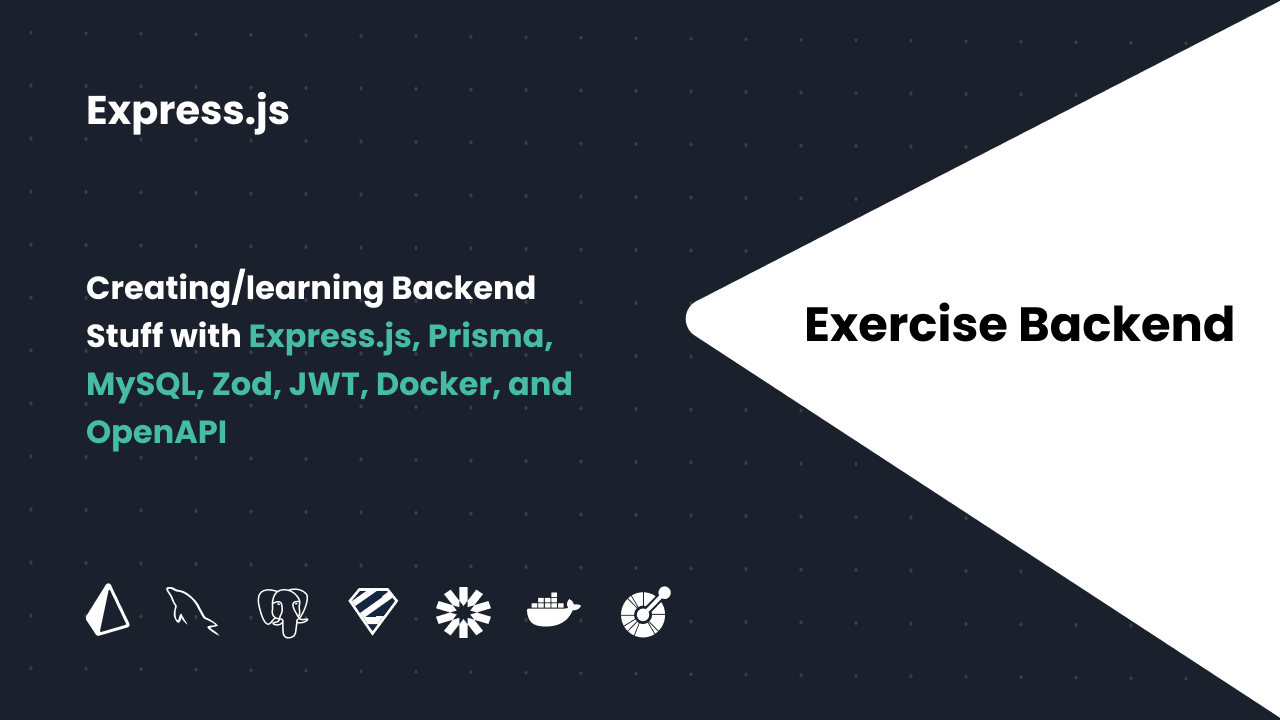 Express.js
Creating/learning Backend
Stuff with Express.js, Prisma,
MySQL, Zod, JWT, Docker, and
OpenAPI
Exercise Backend